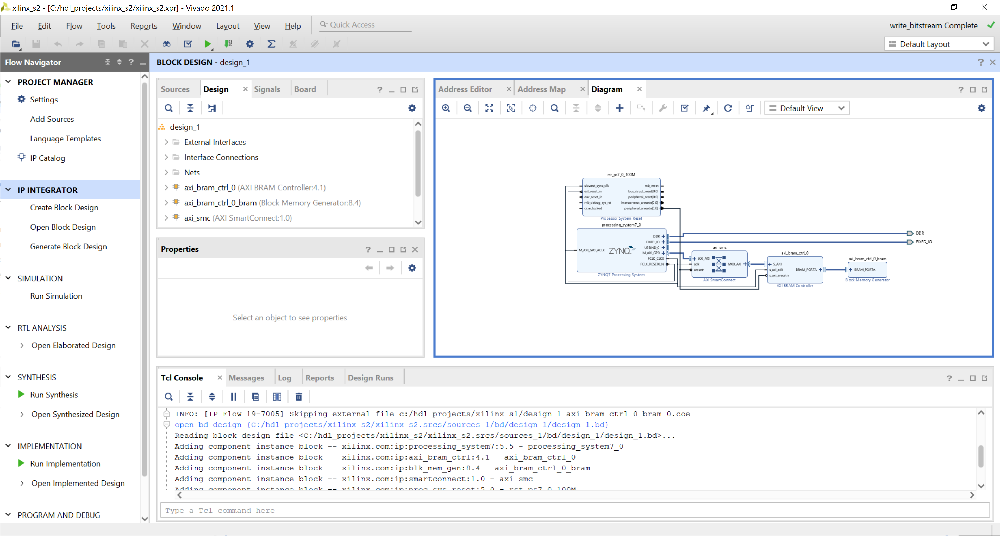 xilinx_s2 - [C:/hdl_projects/xilinx_s2/xilinx_s2.xpr] - Vivado 2021.1
File Edit Flow Tools Reports Window Layout View Help Quick Access
write_bitstream Complete
Default Layout
Flow Navigator
BLOCK DESIGN - design_1
PROJECT MANAGER
Settings
Add Sources
Language Templates
IP Catalog
IP INTEGRATOR
Create Block Design
Open Block Design
Generate Block Design
SIMULATION
Run Simulation
RTL ANALYSIS
Open Elaborated Design
SYNTHESIS
Run Synthesis
Open Synthesized Design
IMPLEMENTATION
Run Implementation
Open Implemented Design
PROGRAM AND DEBUG
Sources Design Signals Board
design_1
External Interfaces
Interface Connections
Nets
axi_bram_ctrl_0 (AXI BRAM Controller:4.1)
axi_bram_ctrl_0_bram (Block Memory Generator:8.4)
axi_smc (AXI SmartConnect:1.0)
Properties
Select an object to see properties
Address Editor Address Map Diagram
Default View
rst_ps7_0_100M
slowest_sync_clk mb_reset
ext_reset_in bus_struct_reset[0:0]
aux_reset_in peripheral_reset[0:0]
mb_debug_sys_rst interconnect_aresetn[0:0]
dcm_locked peripheral_aresetn[0:0]
Processor System Reset
processing_system7_0
DDR
FIXED_IO
USBIND_0
M_AXI_GP0_ACLK ZYNQ M_AXI_GP0
FCLK_CLK0
FCLK_RESET0_N
ZYNQ7 Processing System
axi_smc
S00_AXI
aclk M00_AXI
aresetn
AXI SmartConnect
axi_bram_ctrl_0
S_AXI
s_axi_aclk BRAM_PORTA
s_axi_aresetn
AXI BRAM Controller
axi_bram_ctrl_0_bram
BRAM_PORTA
Block Memory Generator
DDR
FIXED_IO
Tcl Console Messages Log Reports Design Runs
INFO: [IP_Flow 19-7005] Skipping external file c:/hdl_projects/xilinx_s1/design_1_axi_bram_ctrl_0_bram_0.coe
open_bd_design {C:/hdl_projects/xilinx_s2/xilinx_s2.srcs/sources_1/bd/design_1/design_1.bd}
Reading block design file <C:/hdl_projects/xilinx_s2/xilinx_s2.srcs/sources_1/bd/design_1/design_1.bd>...
Adding component instance block -- xilinx.com:ip:processing_system7:5.5 - processing_system7_0
Adding component instance block -- xilinx.com:ip:axi_bram_ctrl:4.1 - axi_bram_ctrl_0
Adding component instance block -- xilinx.com:ip:blk_mem_gen:8.4 - axi_bram_ctrl_0_bram
Adding component instance block -- xilinx.com:ip:smartconnect:1.0 - axi_smc
Adding component instance block -- xilinx.com:ip:proc_sys_reset:5.0 - rst_ps7_0_100M
Type a Tcl command here